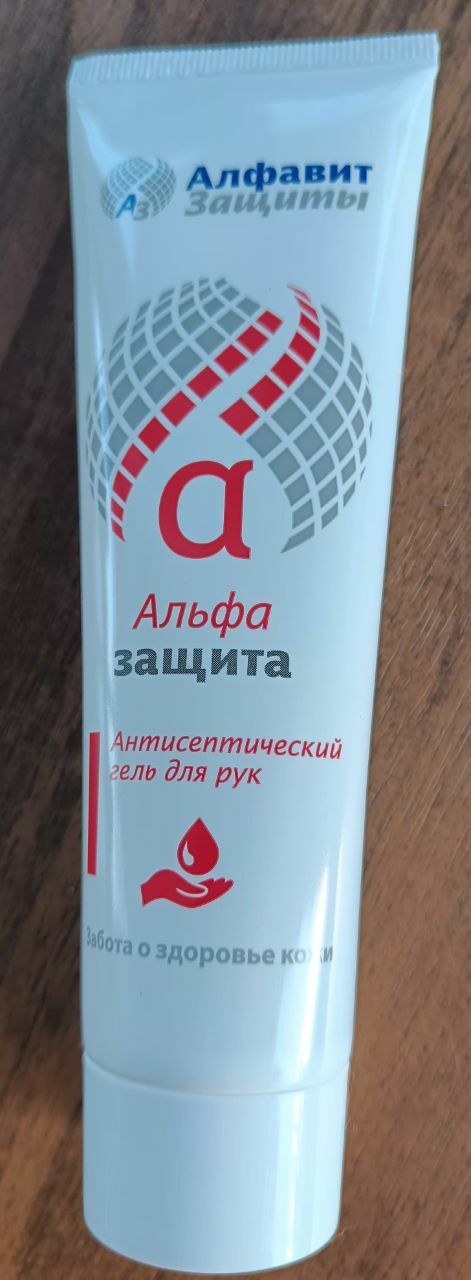 АЗ
Алфавит
Защиты
α
Альфа
защита
Антисептический
гель для рук
Забота о здоровье кожи